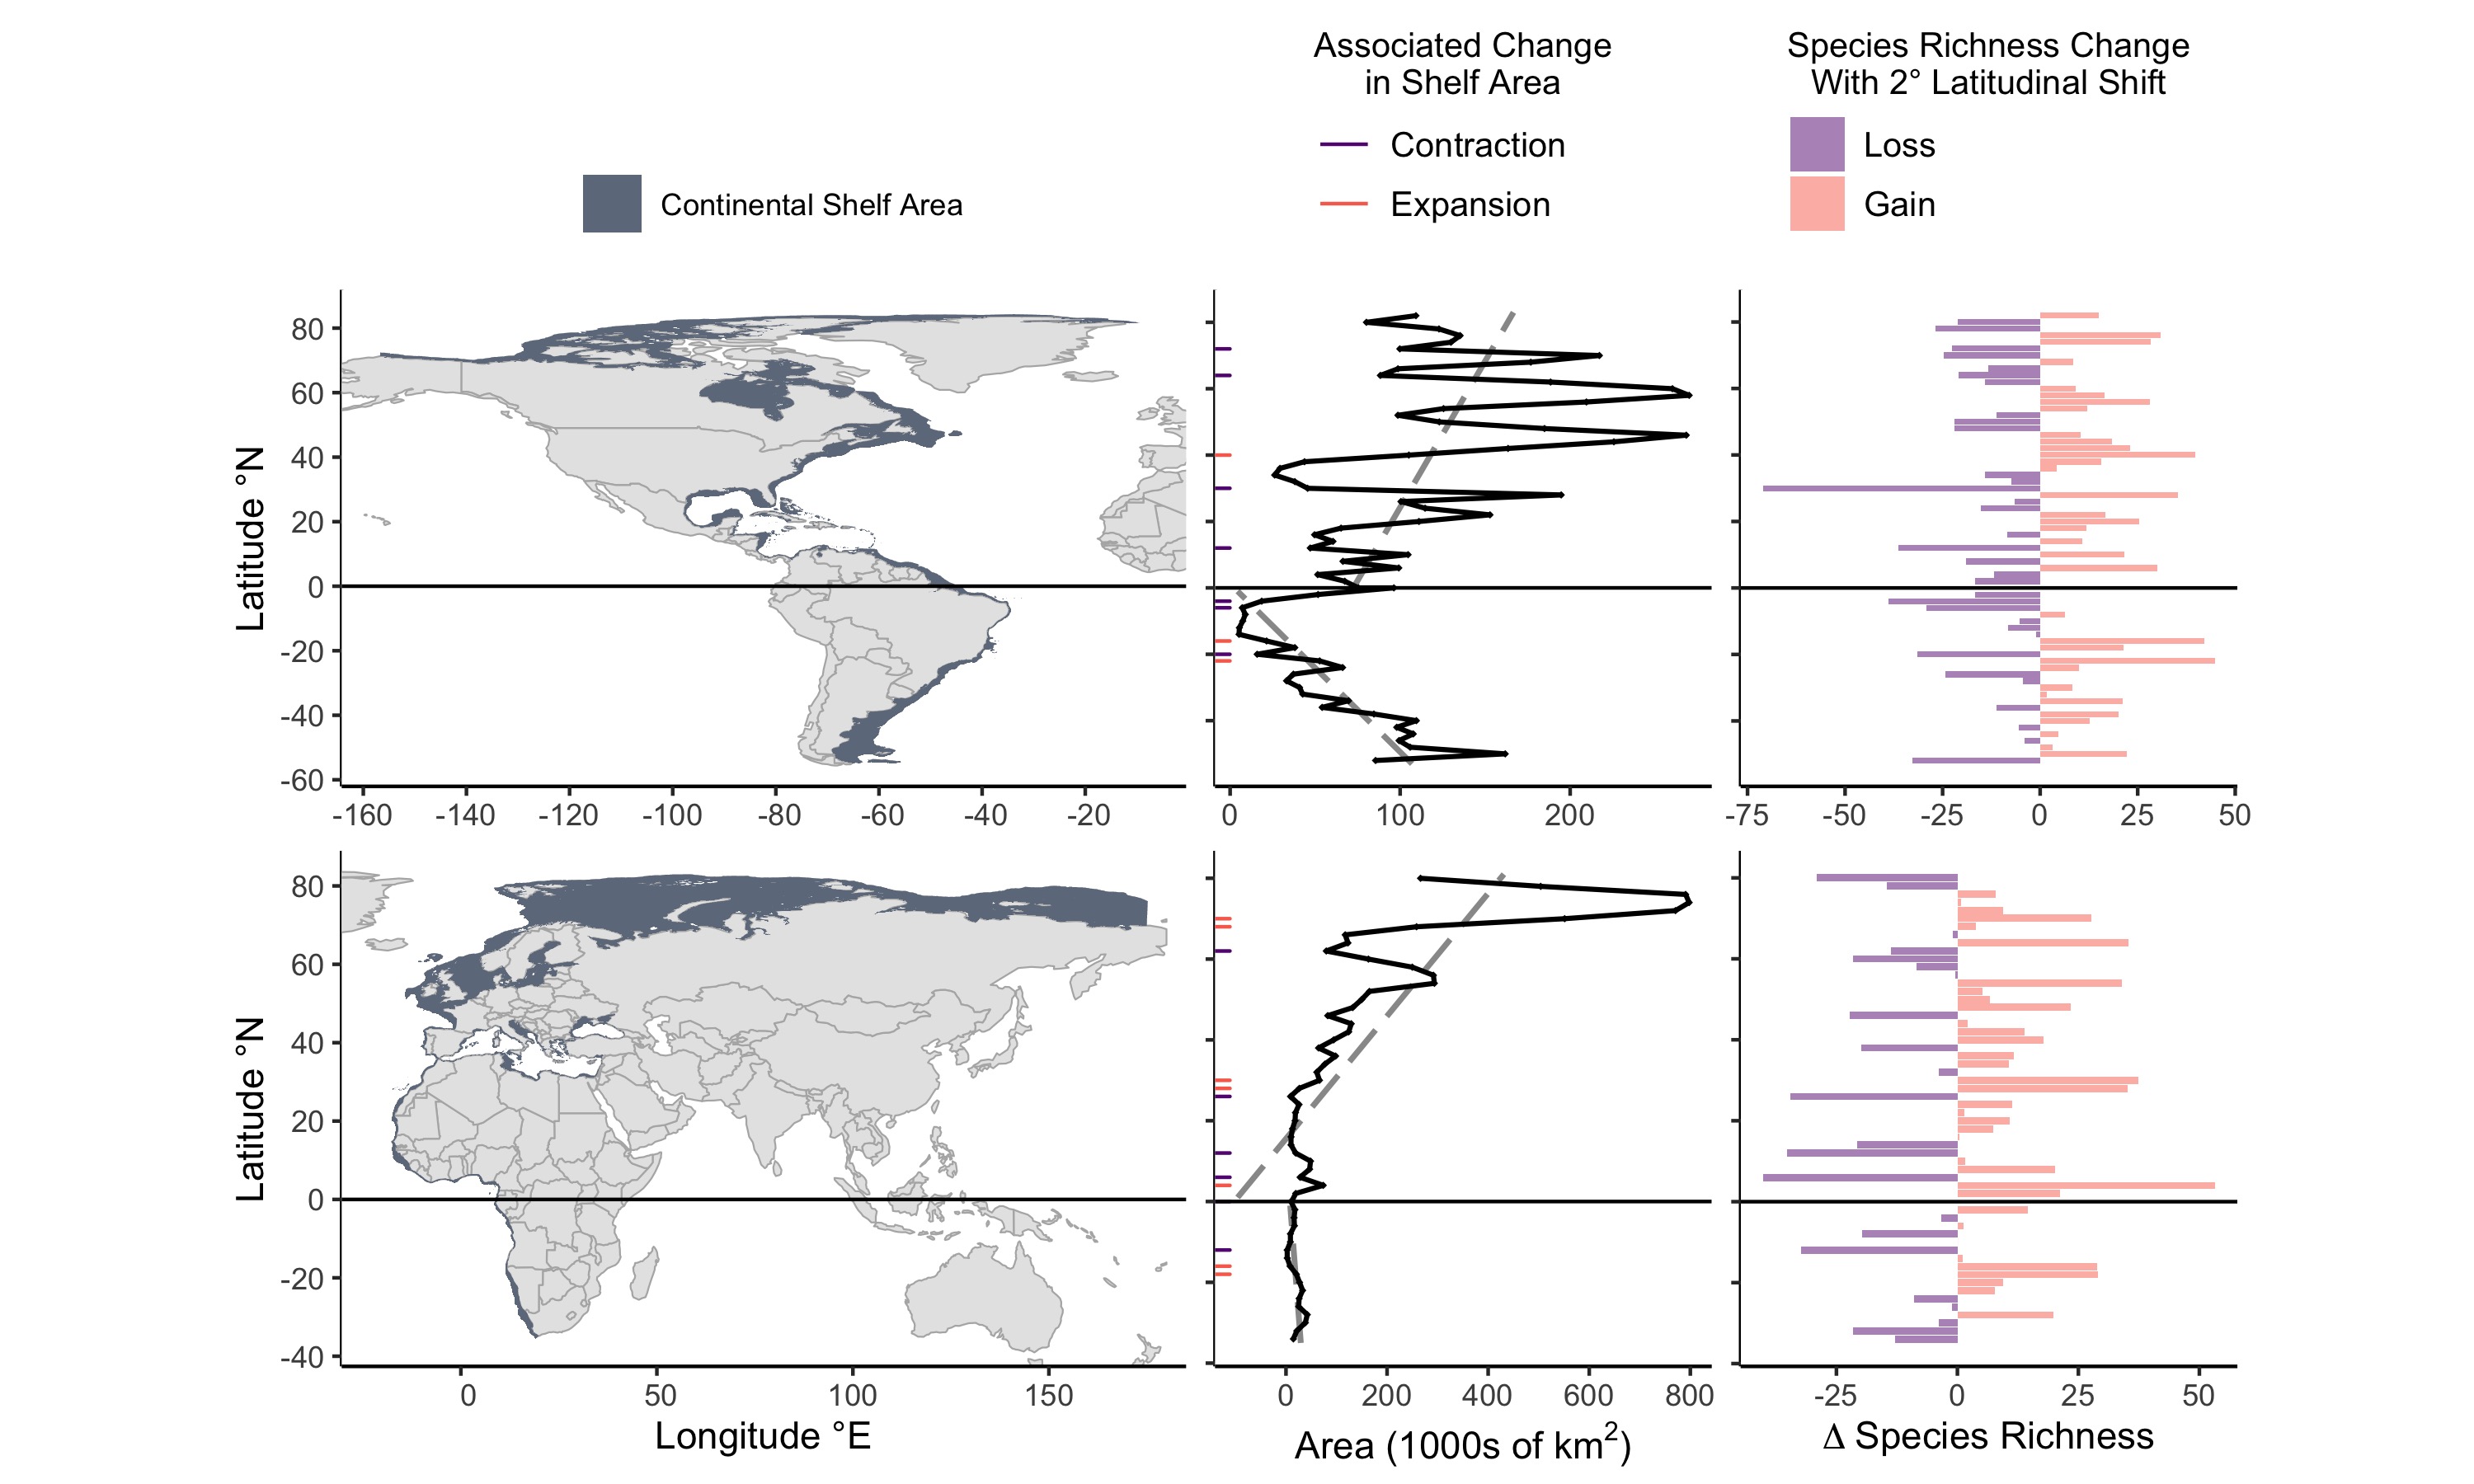 Associated Change
in Shelf Area
Contraction
Expansion
Species Richness Change
With 2° Latitudinal Shift
Loss
Gain
Continental Shelf Area
Latitude °N
80
60
40
20
0
-20
-40
-60
-160 -140 -120 -100 -80 -60 -40 -20
0 100 200
-75 -50 -25 0 25 50
Latitude °N
80
60
40
20
0
-20
-40
0 50 100 150
Longitude °E
0 200 400 600 800
Area (1000s of km²)
-25 0 25 50
Δ Species Richness